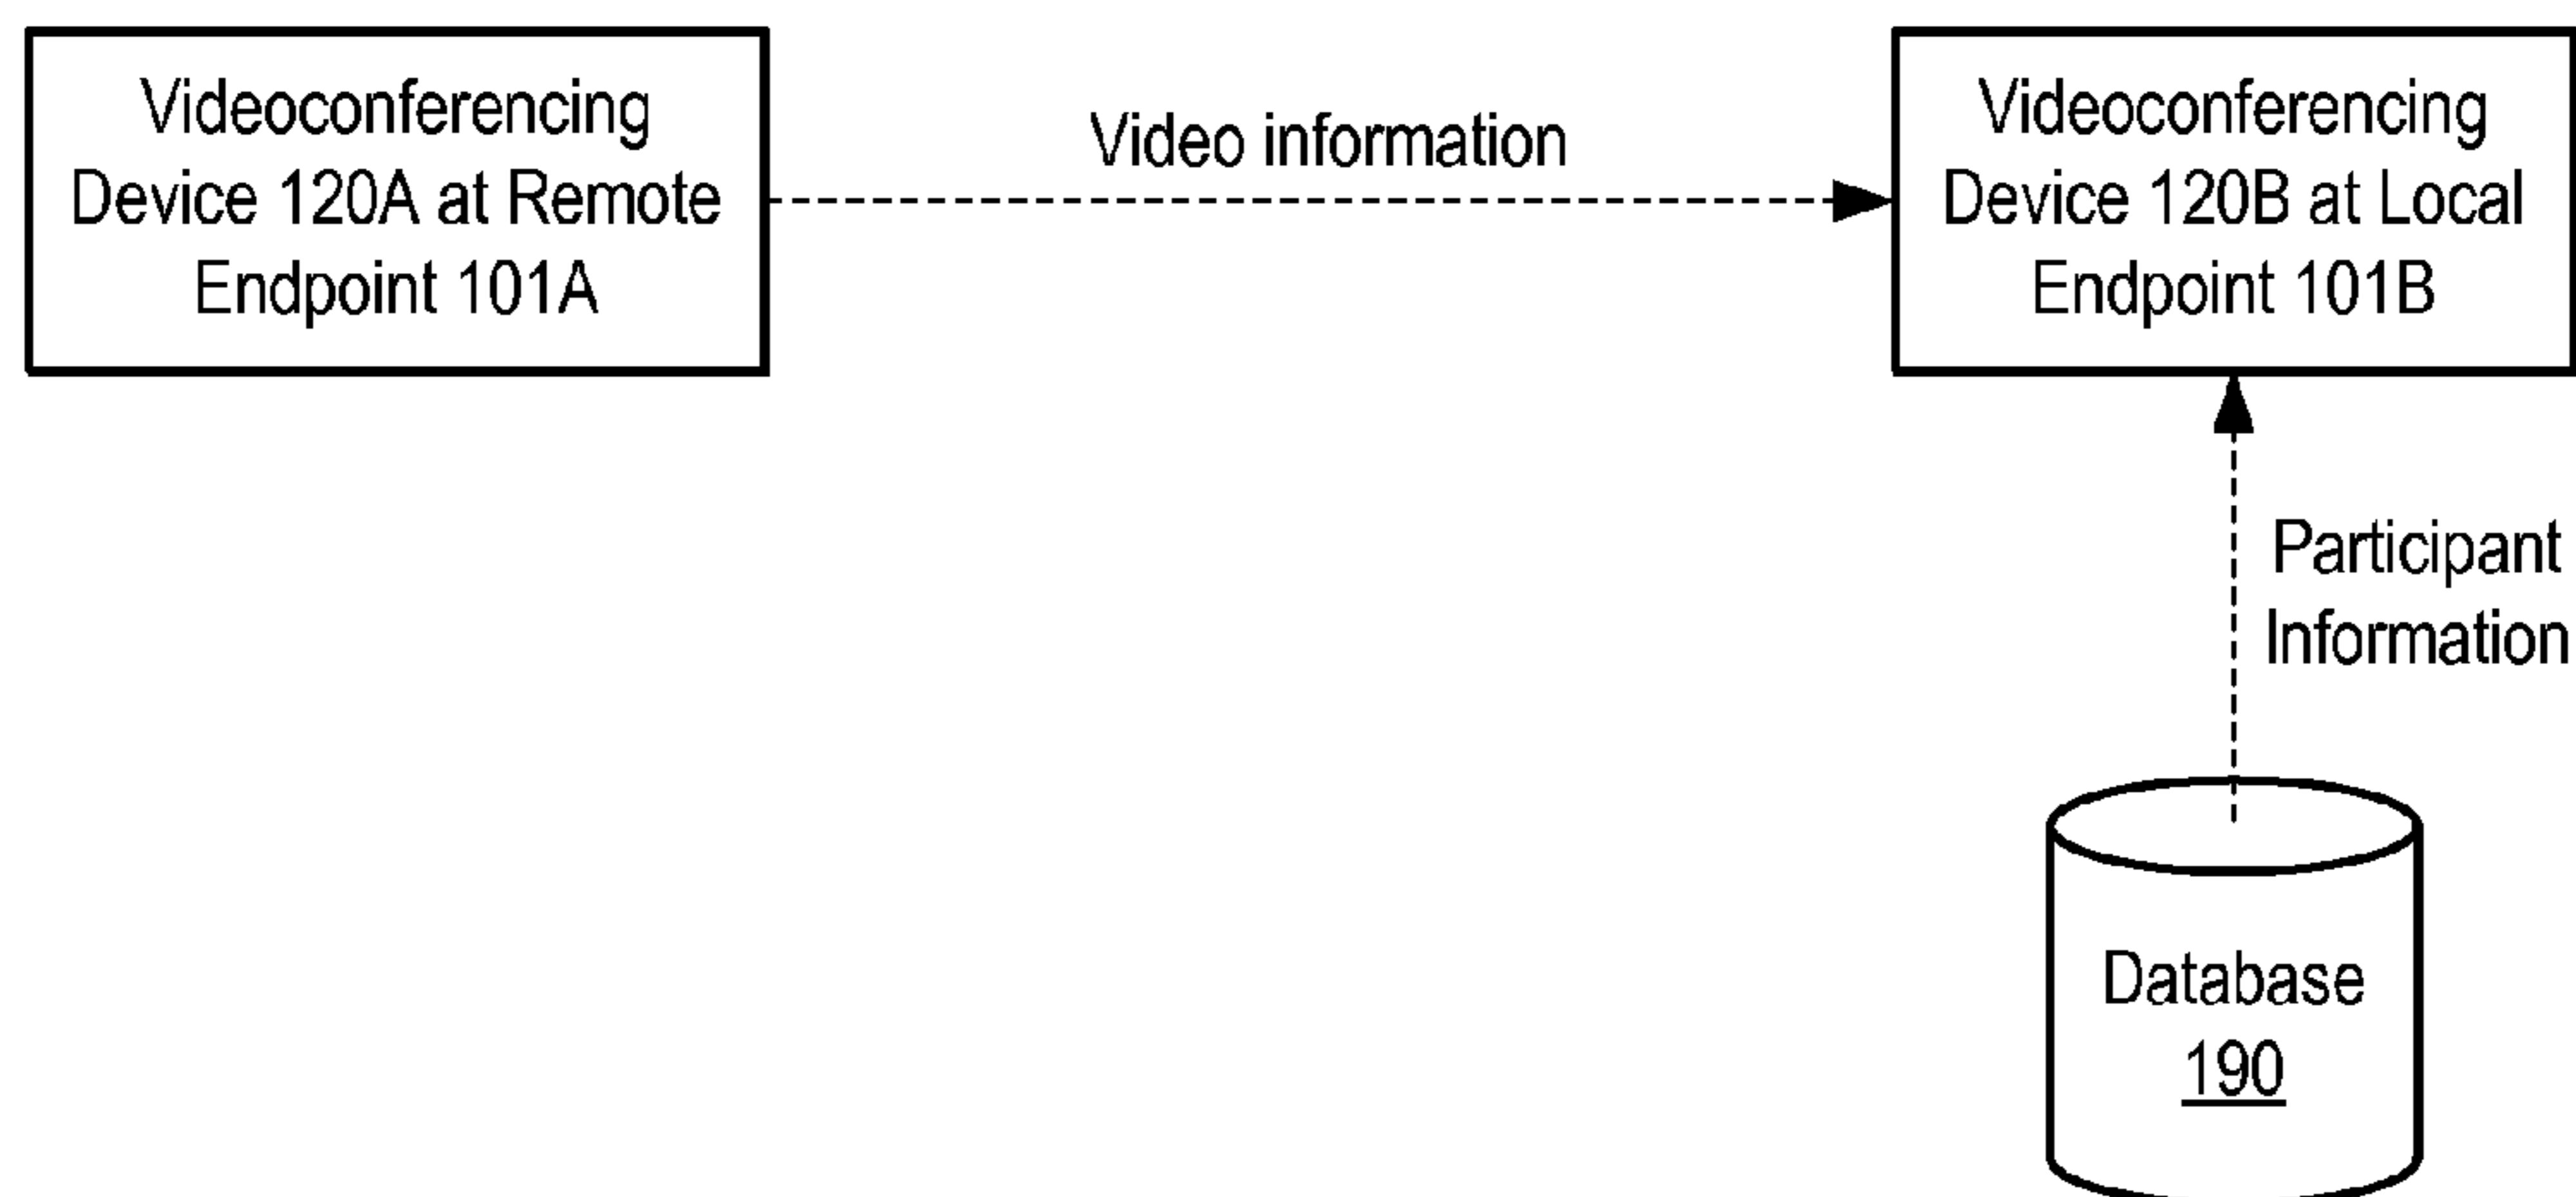 Videoconferencing
Device 120A at Remote
Endpoint 101A
Video information
Videoconferencing
Device 120B at Local
Endpoint 101B
Participant
Information
Database
190